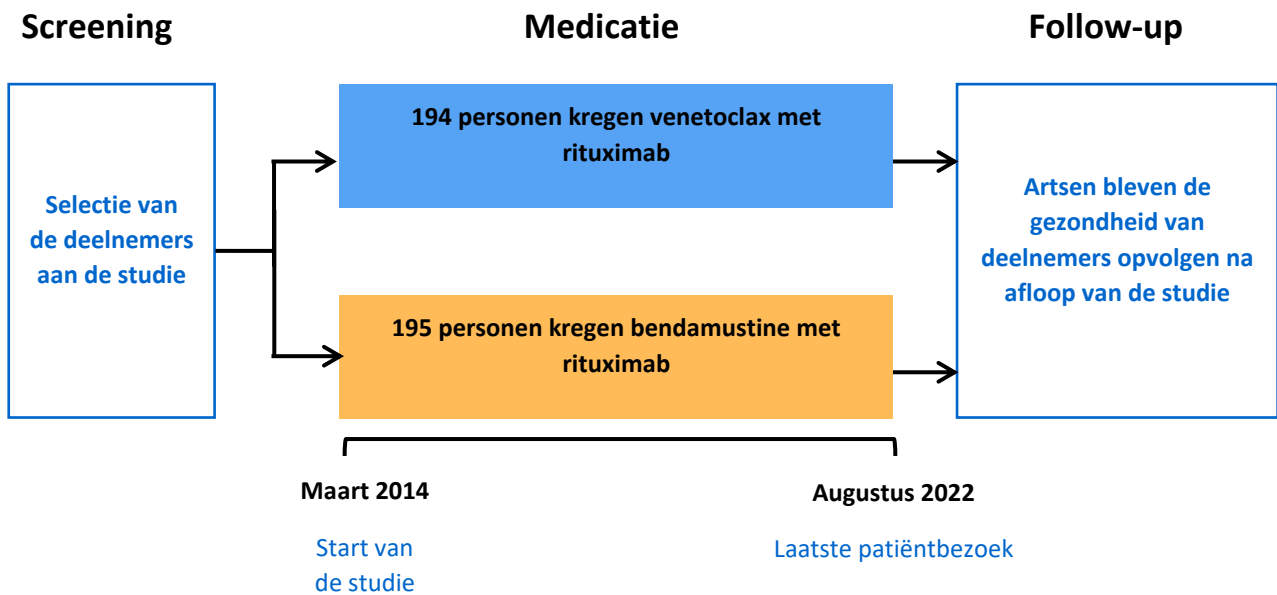 Screening
Medicatie
Follow-up
Selectie van
de deelnemers
aan de studie
194 personen kregen venetoclax met
rituximab
195 personen kregen bendamustine met
rituximab
Artsen bleven de
gezondheid van
deelnemers opvolgen na
afloop van de studie
Maart 2014
Start van
de studie
Augustus 2022
Laatste patiëntbezoek